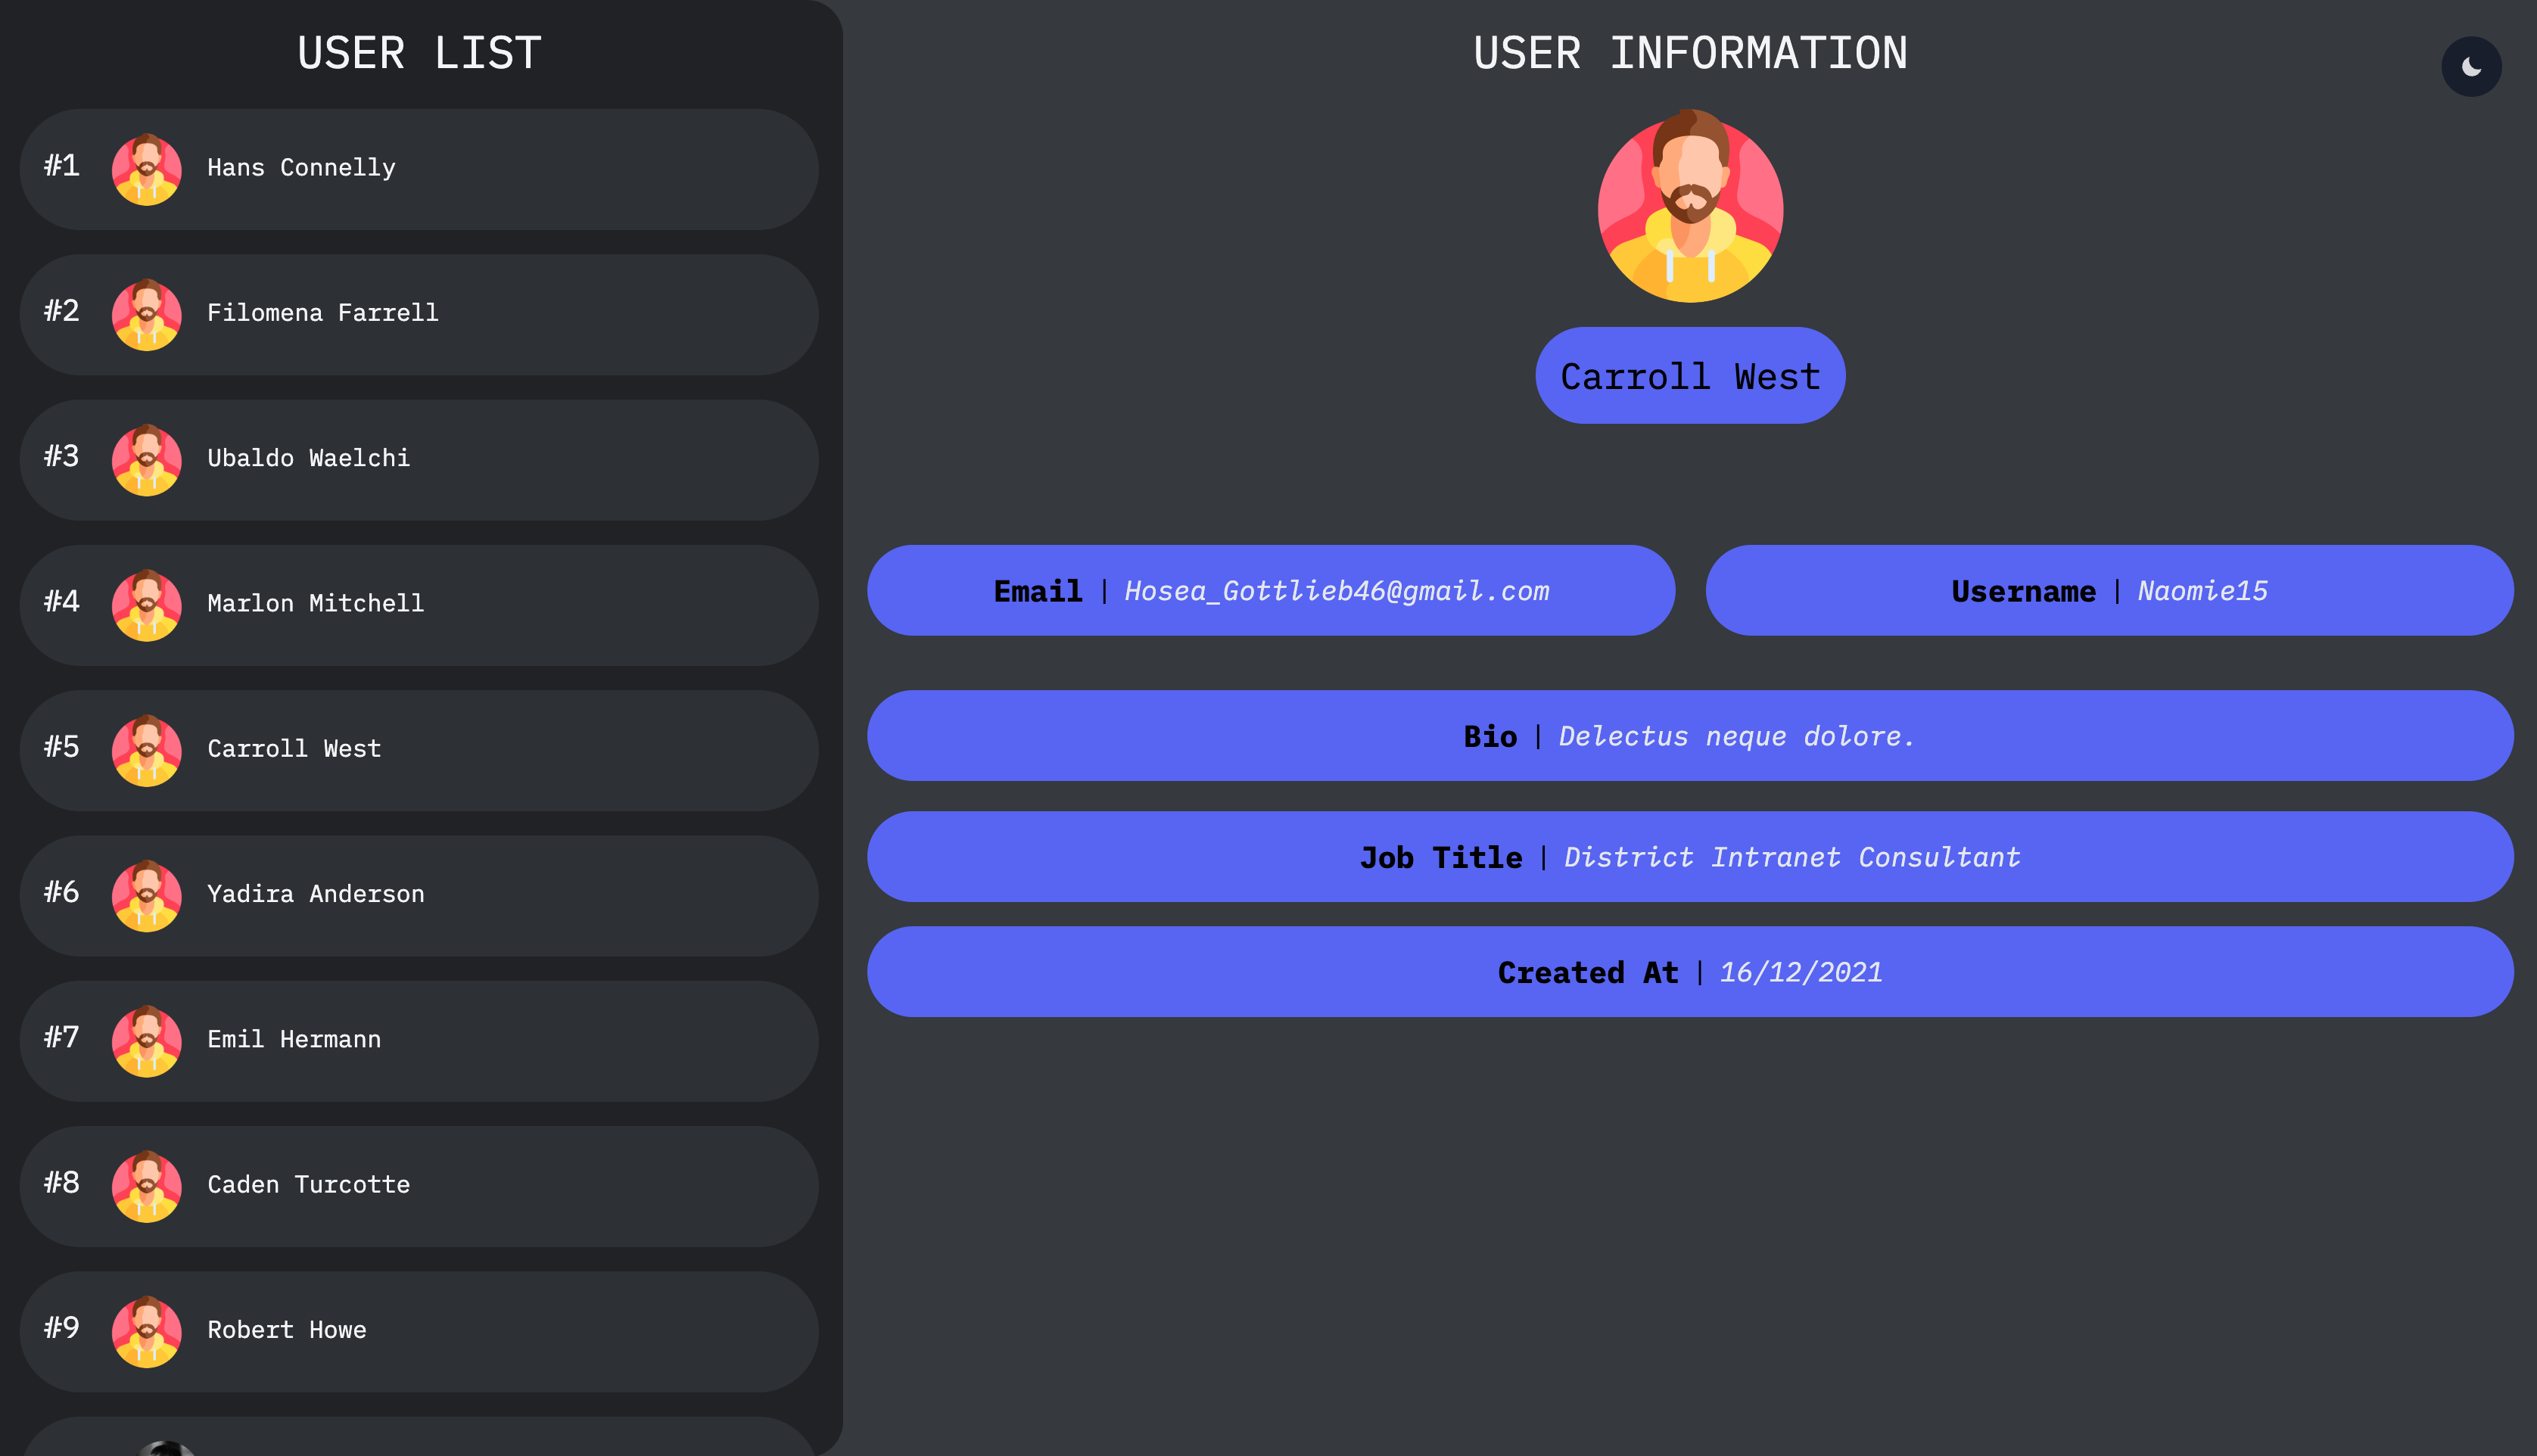 USER LIST
#1 Hans Connelly
#2 Filomena Farrell
#3 Ubaldo Waelchi
#4 Marlon Mitchell
#5 Carroll West
#6 Yadira Anderson
#7 Emil Hermann
#8 Caden Turcotte
#9 Robert Howe
USER INFORMATION
Carroll West
Email | Hosea_Gottlieb46@gmail.com
Username | Naomie15
Bio | Delectus neque dolore.
Job Title | District Intranet Consultant
Created At | 16/12/2021